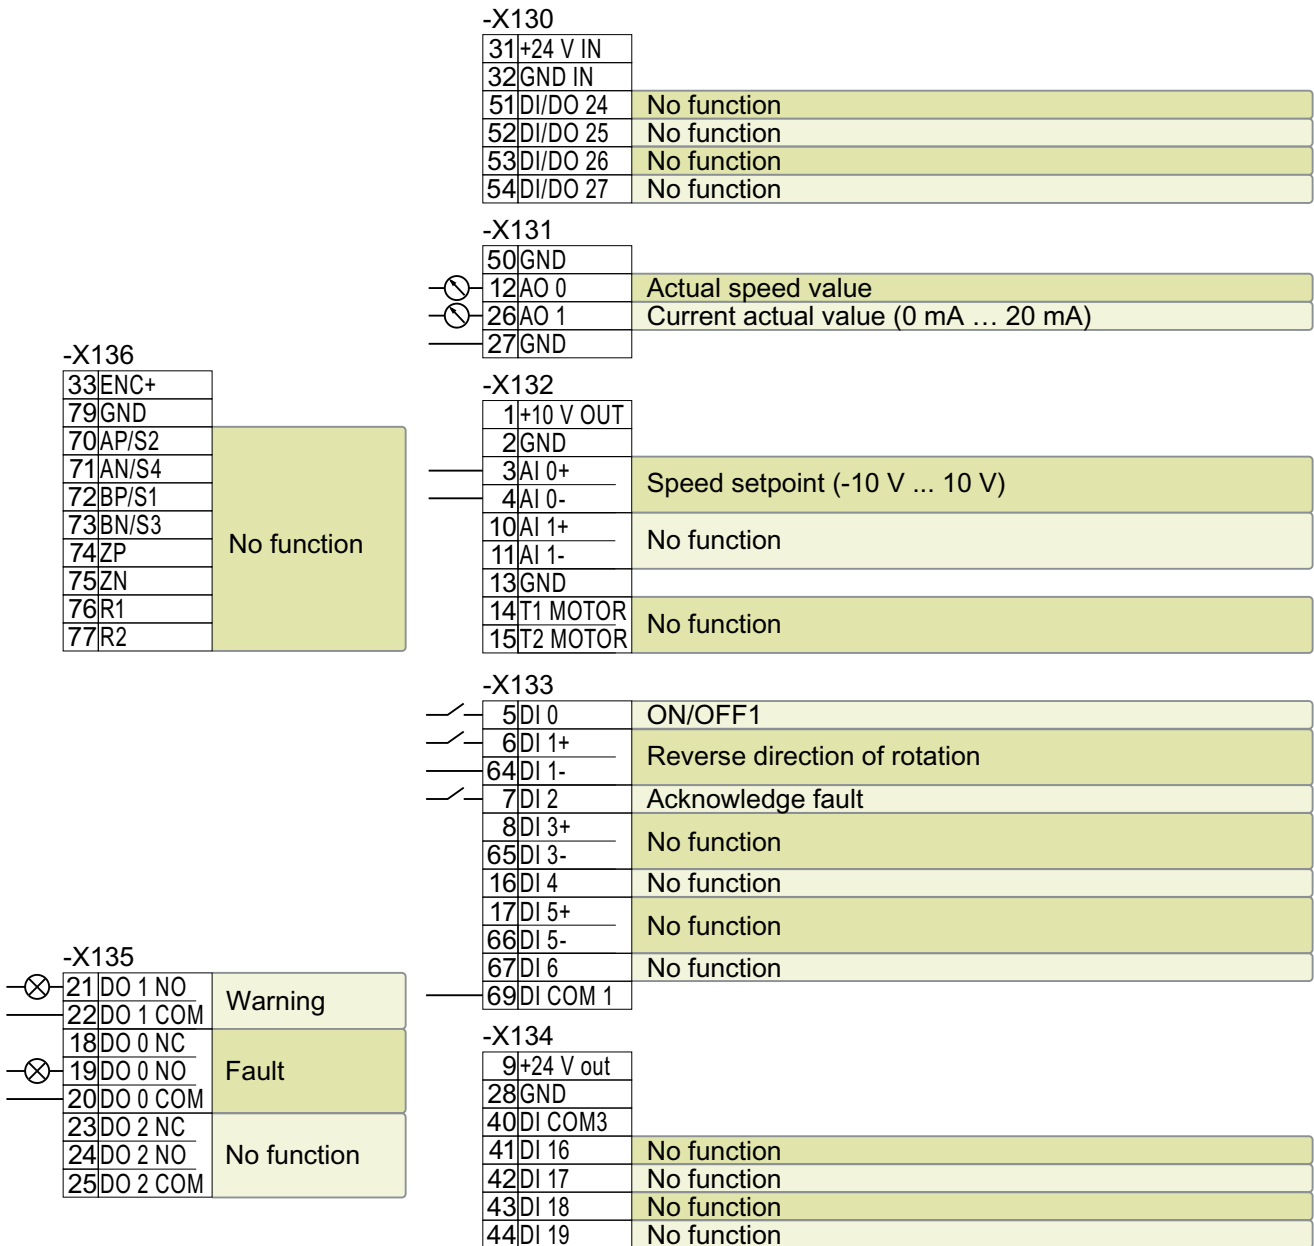 -X130
31 +24 V IN
32 GND IN
51 DI/DO 24 No function
52 DI/DO 25 No function
53 DI/DO 26 No function
54 DI/DO 27 No function
-X131
50 GND
12 AO 0 Actual speed value
26 AO 1 Current actual value (0 mA … 20 mA)
27 GND
-X136
33 ENC+
79 GND
70 AP/S2
71 AN/S4
72 BP/S1
73 BN/S3
74 ZP
75 ZN
76 R1
77 R2
No function
-X132
1 +10 V OUT
2 GND
3 AI 0+
4 AI 0-
Speed setpoint (-10 V ... 10 V)
10 AI 1+
11 AI 1-
No function
13 GND
14 T1 MOTOR
15 T2 MOTOR
No function
-X133
5 DI 0 ON/OFF1
6 DI 1+
64 DI 1-
Reverse direction of rotation
7 DI 2 Acknowledge fault
8 DI 3+
65 DI 3-
No function
16 DI 4 No function
17 DI 5+
66 DI 5-
No function
67 DI 6 No function
69 DI COM 1
-X135
21 DO 1 NO
22 DO 1 COM
Warning
18 DO 0 NC
19 DO 0 NO
20 DO 0 COM
Fault
23 DO 2 NC
24 DO 2 NO
25 DO 2 COM
No function
-X134
9 +24 V out
28 GND
40 DI COM3
41 DI 16 No function
42 DI 17 No function
43 DI 18 No function
44 DI 19 No function